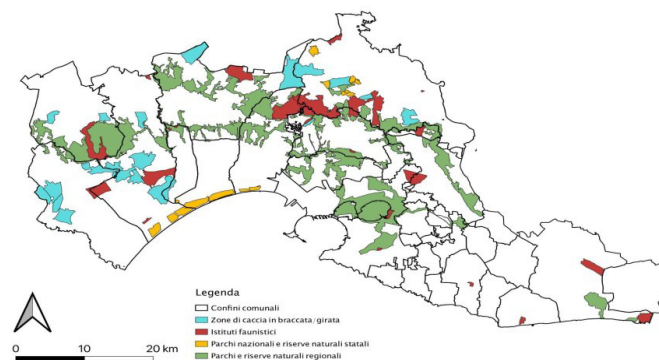 Legenda
Confini comunali
Zone di caccia in braccata/girata
Istituti faunistici
Parchi nazionali e riserve naturali statali
Parchi e riserve naturali regionali
0 10 20 km